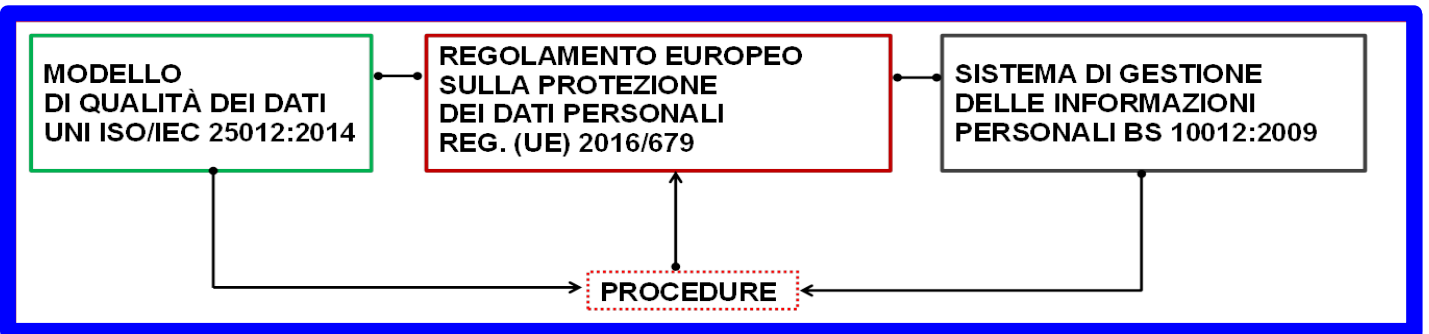 MODELLO
DI QUALITÀ DEI DATI
UNI ISO/IEC 25012:2014
REGOLAMENTO EUROPEO
SULLA PROTEZIONE
DEI DATI PERSONALI
REG. (UE) 2016/679
SISTEMA DI GESTIONE
DELLE INFORMAZIONI
PERSONALI BS 10012:2009
PROCEDURE